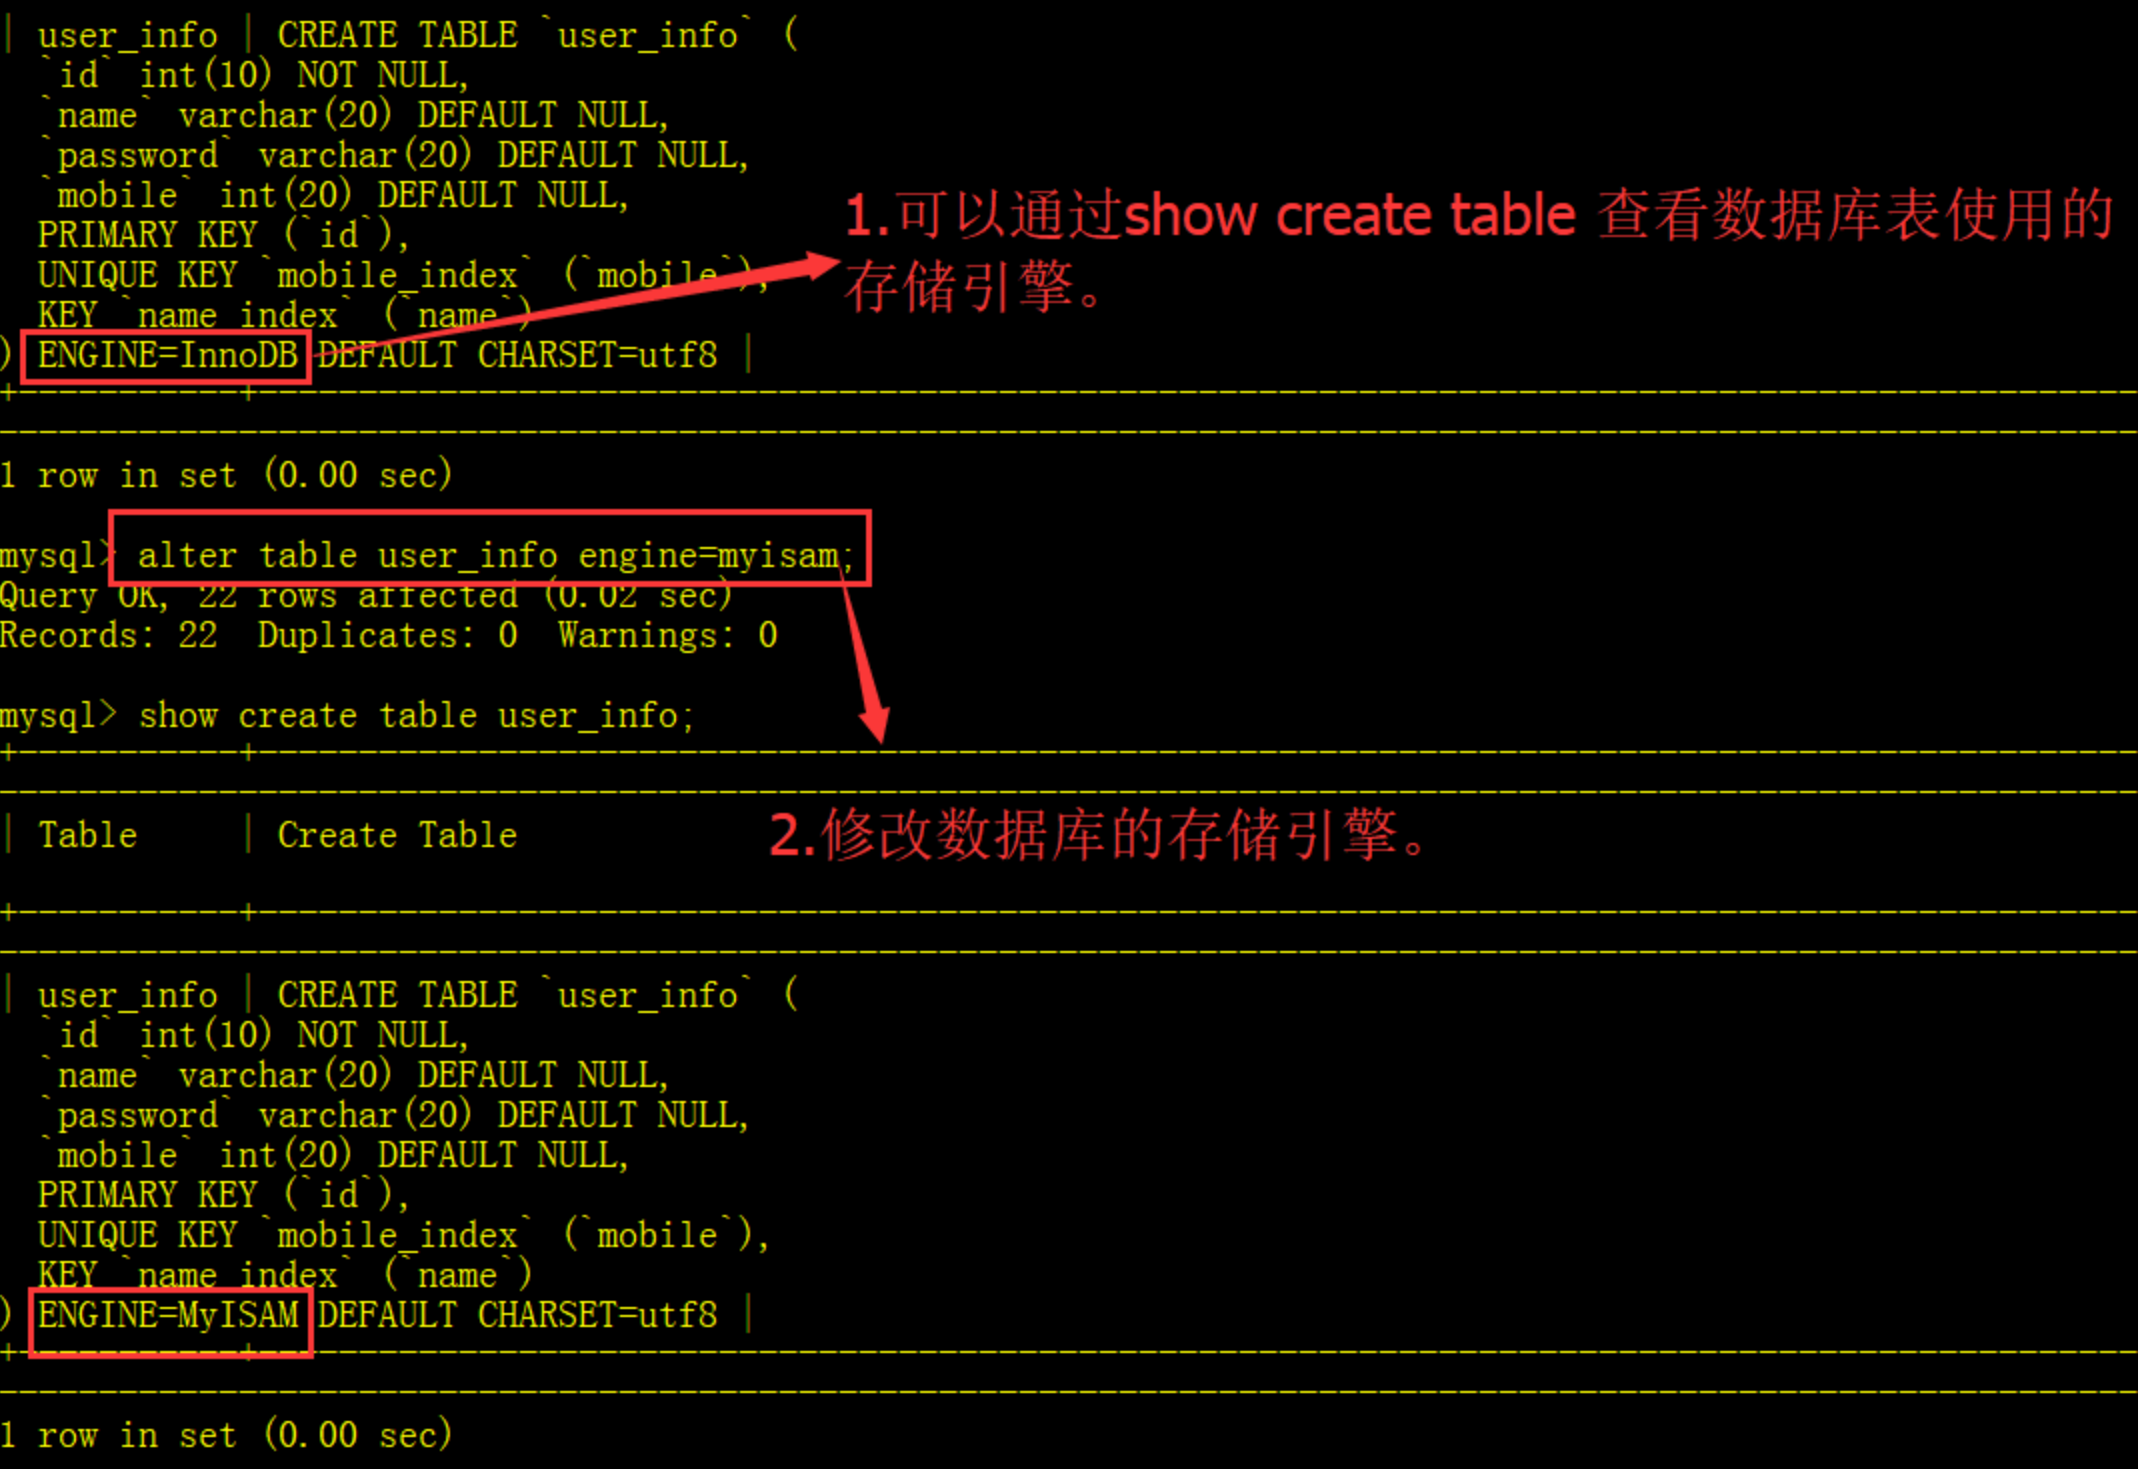 | user_info | CREATE TABLE `user_info` (
`id` int(10) NOT NULL,
`name` varchar(20) DEFAULT NULL,
`password` varchar(20) DEFAULT NULL,
`mobile` int(20) DEFAULT NULL,
PRIMARY KEY (`id`),
UNIQUE KEY `mobile_index` (`mobile`),
KEY `name_index` (`name`)
) ENGINE=InnoDB DEFAULT CHARSET=utf8 |
1.可以通过show create table 查看数据库表使用的
存储引擎。
1 row in set (0.00 sec)
mysql> alter table user_info engine=myisam;
Query OK, 22 rows affected (0.02 sec)
Records: 22 Duplicates: 0 Warnings: 0
mysql> show create table user_info;
| Table | Create Table
2.修改数据库的存储引擎。
| user_info | CREATE TABLE `user_info` (
`id` int(10) NOT NULL,
`name` varchar(20) DEFAULT NULL,
`password` varchar(20) DEFAULT NULL,
`mobile` int(20) DEFAULT NULL,
PRIMARY KEY (`id`),
UNIQUE KEY `mobile_index` (`mobile`),
KEY `name_index` (`name`)
) ENGINE=MyISAM DEFAULT CHARSET=utf8 |
1 row in set (0.00 sec)